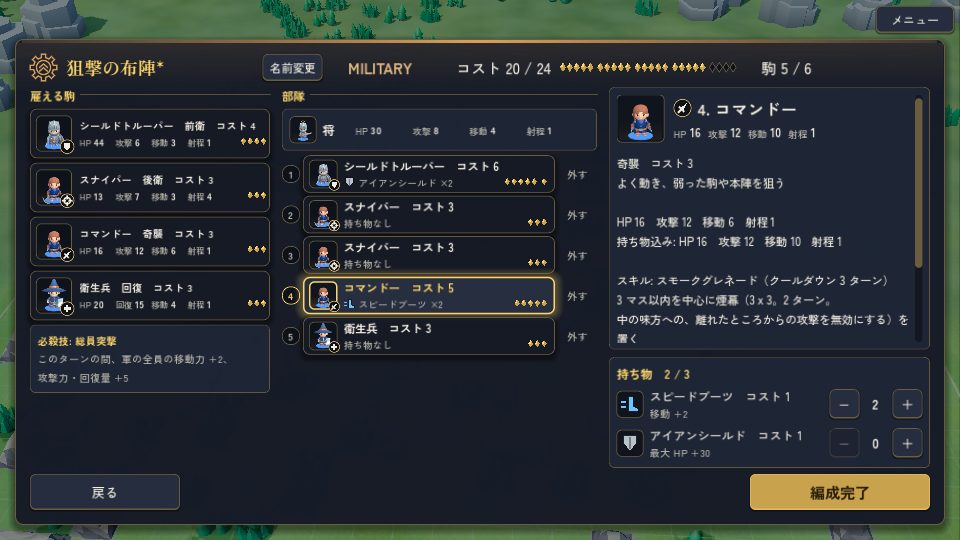 メニュー
狙撃の布陣*
名前変更
MILITARY
コスト 20 / 24
駒 5 / 6
雇える駒
シールドトルーパー 前衛 コスト 4
HP 44 攻撃 6 移動 3 射程 1
スナイパー 後衛 コスト 3
HP 13 攻撃 7 移動 3 射程 4
コマンドー 奇襲 コスト 3
HP 16 攻撃 12 移動 6 射程 1
衛生兵 回復 コスト 3
HP 20 回復 15 移動 4 射程 1
必殺技: 総員突撃
このターンの間、軍の全員の移動力 +2、
攻撃力・回復量 +5
部隊
将 HP 30 攻撃 8 移動 4 射程 1
1 シールドトルーパー コスト 6 外す
アイアンシールド ×2
2 スナイパー コスト 3 外す
持ち物なし
3 スナイパー コスト 3 外す
持ち物なし
4 コマンドー コスト 5 外す
スピードブーツ ×2
5 衛生兵 コスト 3 外す
持ち物なし
4. コマンドー
HP 16 攻撃 12 移動 10 射程 1
奇襲 コスト 3
よく動き、弱った駒や本陣を狙う
HP 16 攻撃 12 移動 6 射程 1
持ち物込み: HP 16 攻撃 12 移動 10 射程 1
スキル: スモークグレネード（クールダウン 3 ターン）
3 マス以内を中心に煙幕（3 x 3。2 ターン。
中の味方への、離れたところからの攻撃を無効にする）を
置く
持ち物 2 / 3
スピードブーツ コスト 1
移動 +2
− 2 +
アイアンシールド コスト 1
最大 HP +30
− 0 +
戻る
編成完了